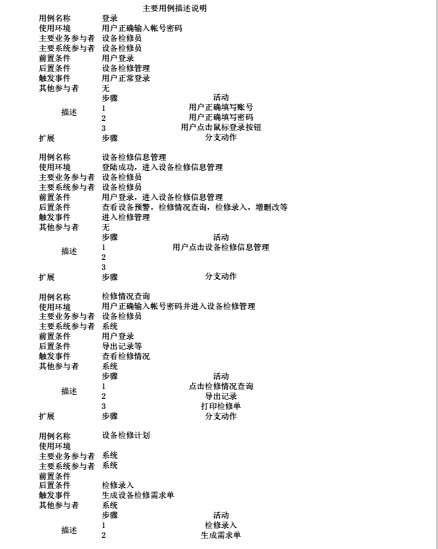 主要用例描述说明
用例名称 登录
使用环境 用户正确输入帐号密码
主要业务参与者 设备检修员
主要系统参与者 设备检修员
前置条件 用户登录
后置条件 设备检修管理
触发事件 用户正常登录
其他参与者 无
步骤 活动
1 用户正确填写账号
描述 2 用户正确填写密码
3 用户点击鼠标登录按钮
扩展 步骤 分支动作
用例名称 设备检修信息管理
使用环境 登陆成功，进入设备检修信息管理
主要业务参与者 设备检修员
主要系统参与者 设备检修员
前置条件 用户登录，进入设备检修信息管理
后置条件 查看设备预警，检修情况查询，检修录入，增删改等
触发事件 进入检修管理
其他参与者 无
步骤 活动
描述 1 用户点击设备检修信息管理
2
3
扩展 步骤 分支动作
用例名称 检修情况查询
使用环境 用户正确输入帐号密码并进入设备检修管理
主要业务参与者 设备检修员
主要系统参与者 系统
前置条件 用户登录
后置条件 导出记录等
触发事件 查看检修情况
其他参与者 系统
步骤 活动
1 点击检修情况查询
描述 2 导出记录
3 打印检修单
扩展 步骤 分支动作
用例名称 设备检修计划
使用环境
主要业务参与者 系统
主要系统参与者 系统
前置条件
后置条件 检修录入
触发事件 生成设备检修需求单
其他参与者 系统
步骤 活动
描述 1 检修录入
2 生成需求单